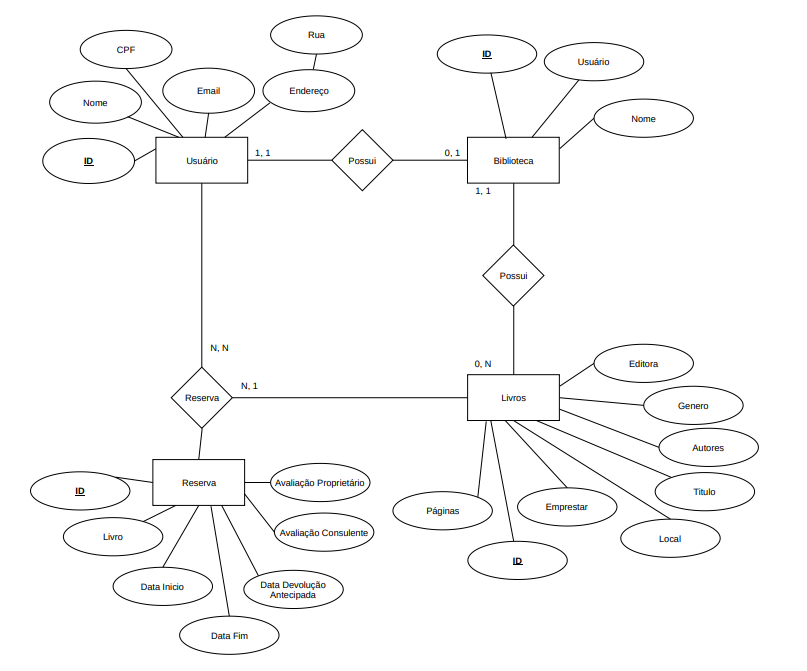 Rua
CPF
ID
Usuário
Email
Endereço
Nome
Nome
ID
Usuário
1, 1
Possui
0, 1
Biblioteca
1, 1
Possui
N, N
0, N
Editora
N, 1
Reserva
Livros
Genero
Autores
Reserva
Avaliação Proprietário
ID
Titulo
Páginas
Emprestar
Livro
Avaliação Consulente
Local
ID
Data Inicio
Data Devolução
Antecipada
Data Fim